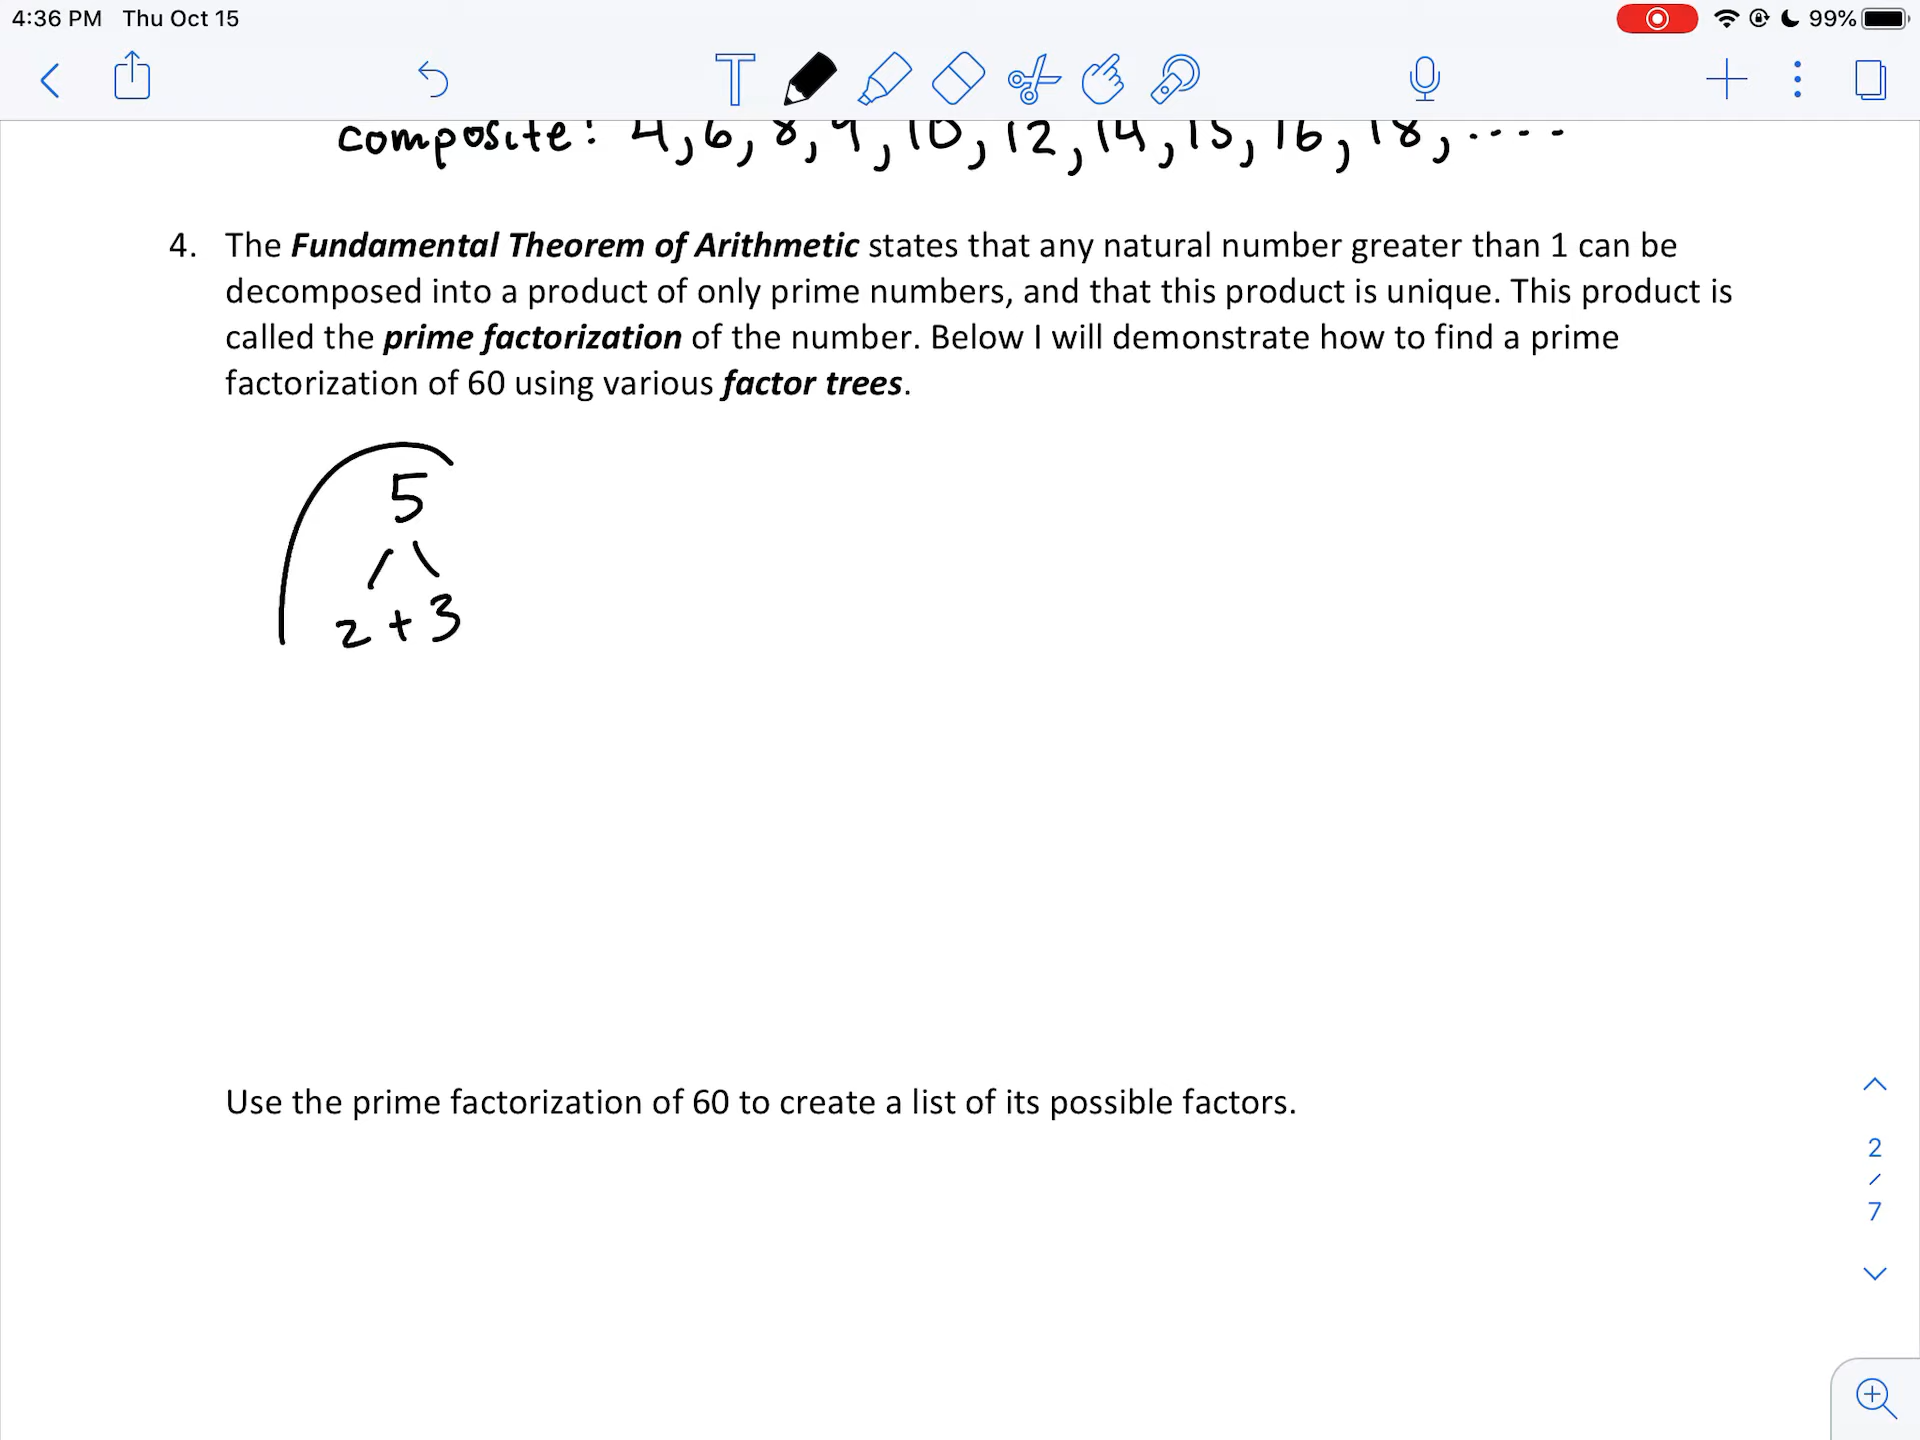 4:36 PM Thu Oct 15 99%
composite: 4, 6, 8, 9, 10, 12, 14, 15, 16, 18, ....
4. The Fundamental Theorem of Arithmetic states that any natural number greater than 1 can be
decomposed into a product of only prime numbers, and that this product is unique. This product is
called the prime factorization of the number. Below I will demonstrate how to find a prime
factorization of 60 using various factor trees.
5
2 + 3
Use the prime factorization of 60 to create a list of its possible factors.
2
/
7